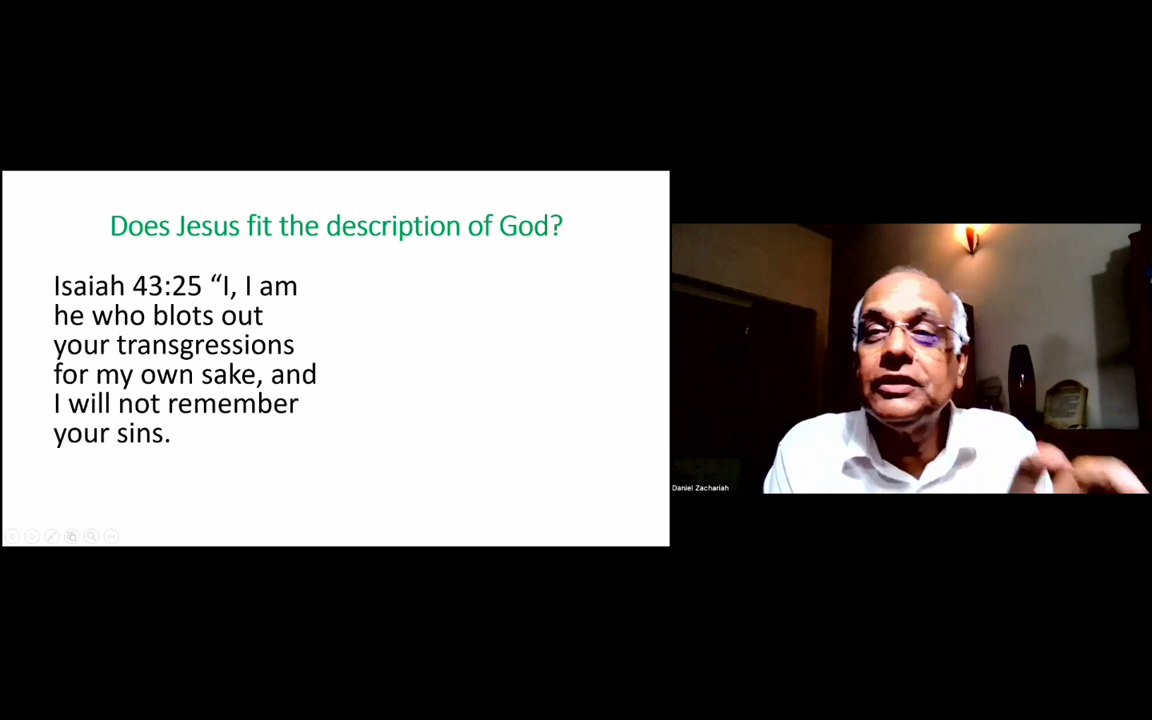 Does Jesus fit the description of God?
Isaiah 43:25 “I, I am
he who blots out
your transgressions
for my own sake, and
I will not remember
your sins.
Daniel Zachariah